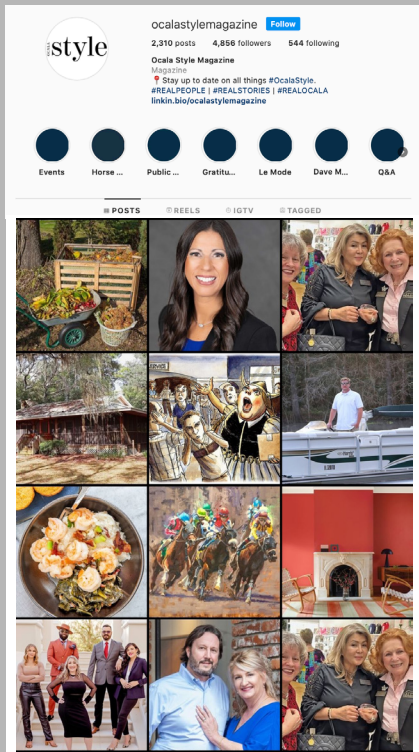 OCALA
style
ocalastylemagazine Follow
2,310 posts 4,856 followers 544 following
Ocala Style Magazine
Magazine
📍Stay up to date on all things #OcalaStyle.
#REALPEOPLE | #REALSTORIES | #REALOCALA
linkin.bio/ocalastylemagazine
Events Horse ... Public ... Gratitu... Le Mode Dave M... Q&A
POSTS REELS IGTV TAGGED